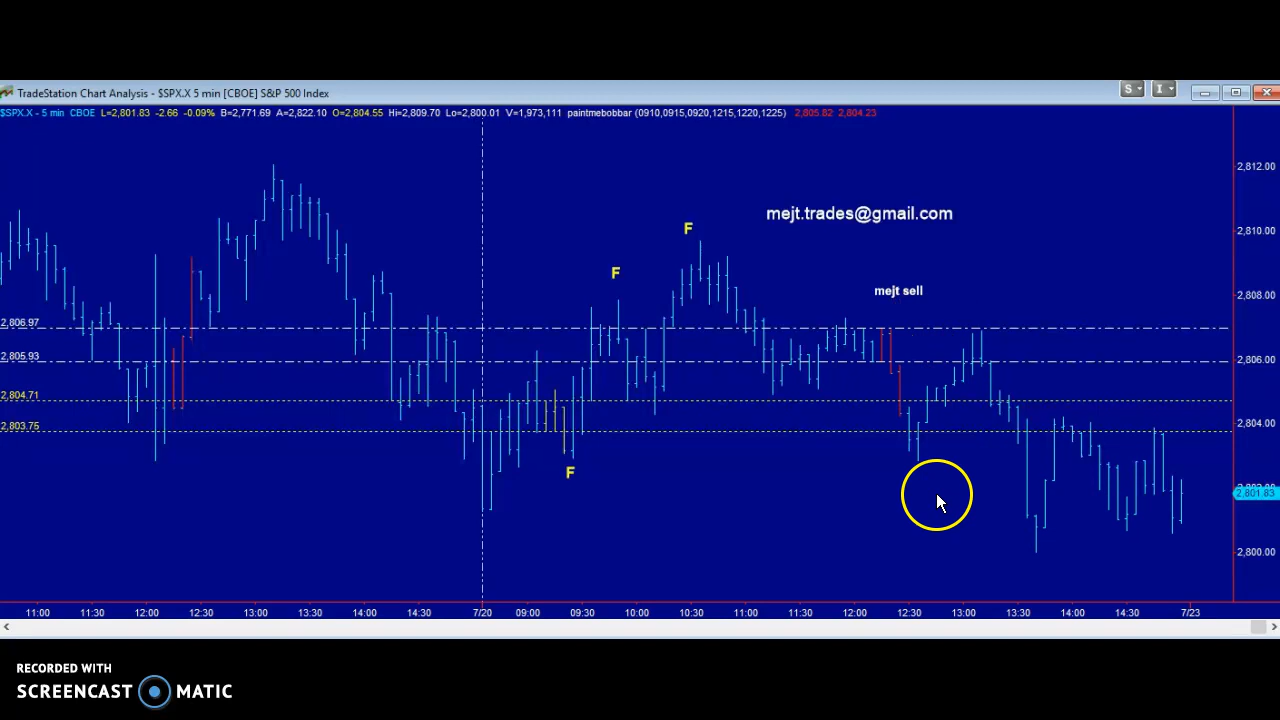 TradeStation Chart Analysis - $SPX.X 5 min [CBOE] S&P 500 Index
S
I
$SPX.X - 5 min CBOE L=2,801.83 -2.66 -0.09% B=2,771.69 A=2,822.10 O=2,804.55 Hi=2,809.70 Lo=2,800.01 V=1,973,111 paintmebobbar (0910,0915,0920,1215,1220,1225) 2,805.82 2,804.23
2,812.00
mejt.trades@gmail.com
F
2,810.00
F
mejt sell
2,808.00
2,806.97
2,805.93
2,806.00
2,804.71
2,803.75
2,804.00
F
2,801.83
2,800.00
11:00 11:30 12:00 12:30 13:00 13:30 14:00 14:30 7/20 09:00 09:30 10:00 10:30 11:00 11:30 12:00 12:30 13:00 13:30 14:00 14:30 7/23
RECORDED WITH
SCREENCAST MATIC